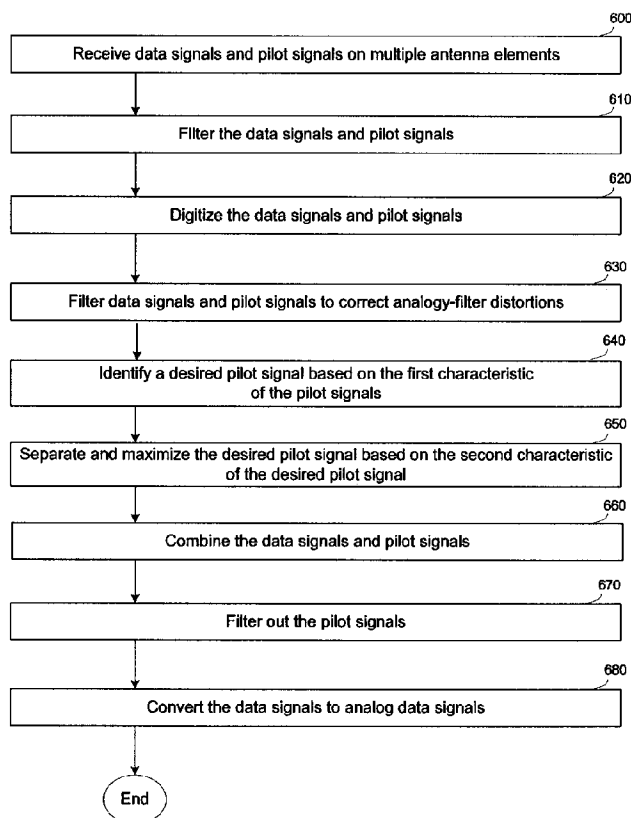 600
Receive data signals and pilot signals on multiple antenna elements
610
Filter the data signals and pilot signals
620
Digitize the data signals and pilot signals
630
Filter data signals and pilot signals to correct analogy-filter distortions
640
Identify a desired pilot signal based on the first characteristic
of the pilot signals
650
Separate and maximize the desired pilot signal based on the second characteristic
of the desired pilot signal
660
Combine the data signals and pilot signals
670
Filter out the pilot signals
680
Convert the data signals to analog data signals
End